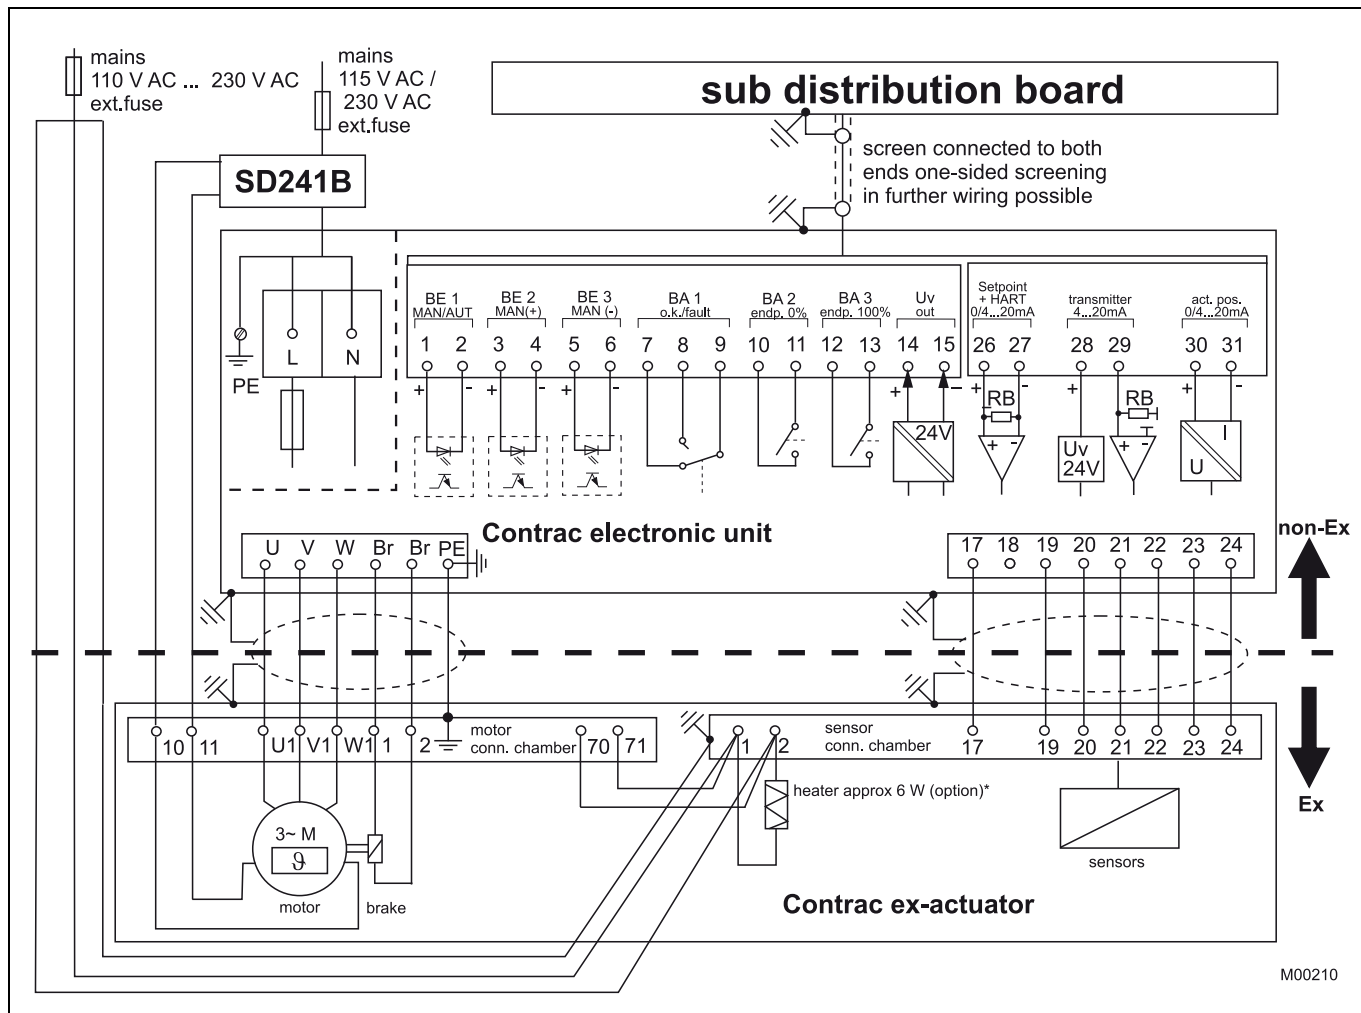 mains
110 V AC ... 230 V AC
ext.fuse
mains
115 V AC /
230 V AC
ext.fuse
sub distribution board
screen connected to both
ends one-sided screening
in further wiring possible
SD241B
PE
L
N
BE 1
MAN/AUT
BE 2
MAN(+)
BE 3
MAN (-)
BA 1
o.k./fault
BA 2
endp. 0%
BA 3
endp. 100%
Uv
out
Setpoint
+ HART
0/4...20mA
transmitter
4...20mA
act. pos.
0/4...20mA
1 2 3 4 5 6 7 8 9 10 11 12 13 14 15 26 27 28 29 30 31
+ - + - + - + - + - + + -
RB
RB
24V
+ -
Uv
24V
+ -
I
U
Contrac electronic unit
non-Ex
U V W Br Br PE
17 18 19 20 21 22 23 24
10 11 U1 V1 W1 1 2
motor
conn. chamber
70 71
1 2
sensor
conn. chamber
17 19 20 21 22 23 24
Ex
heater approx 6 W (option)*
3~ M
ϑ
motor
brake
sensors
Contrac ex-actuator
M00210